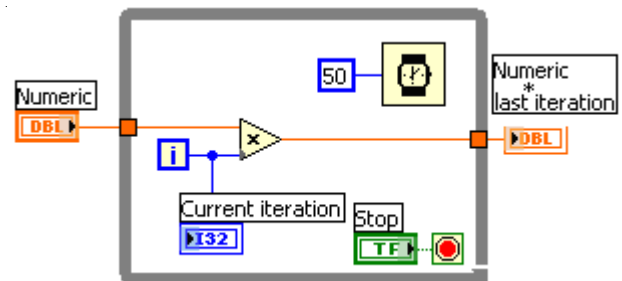 50
Numeric
DBL
Numeric
*
last iteration
DBL
x
i
Current iteration
I32
Stop
TF